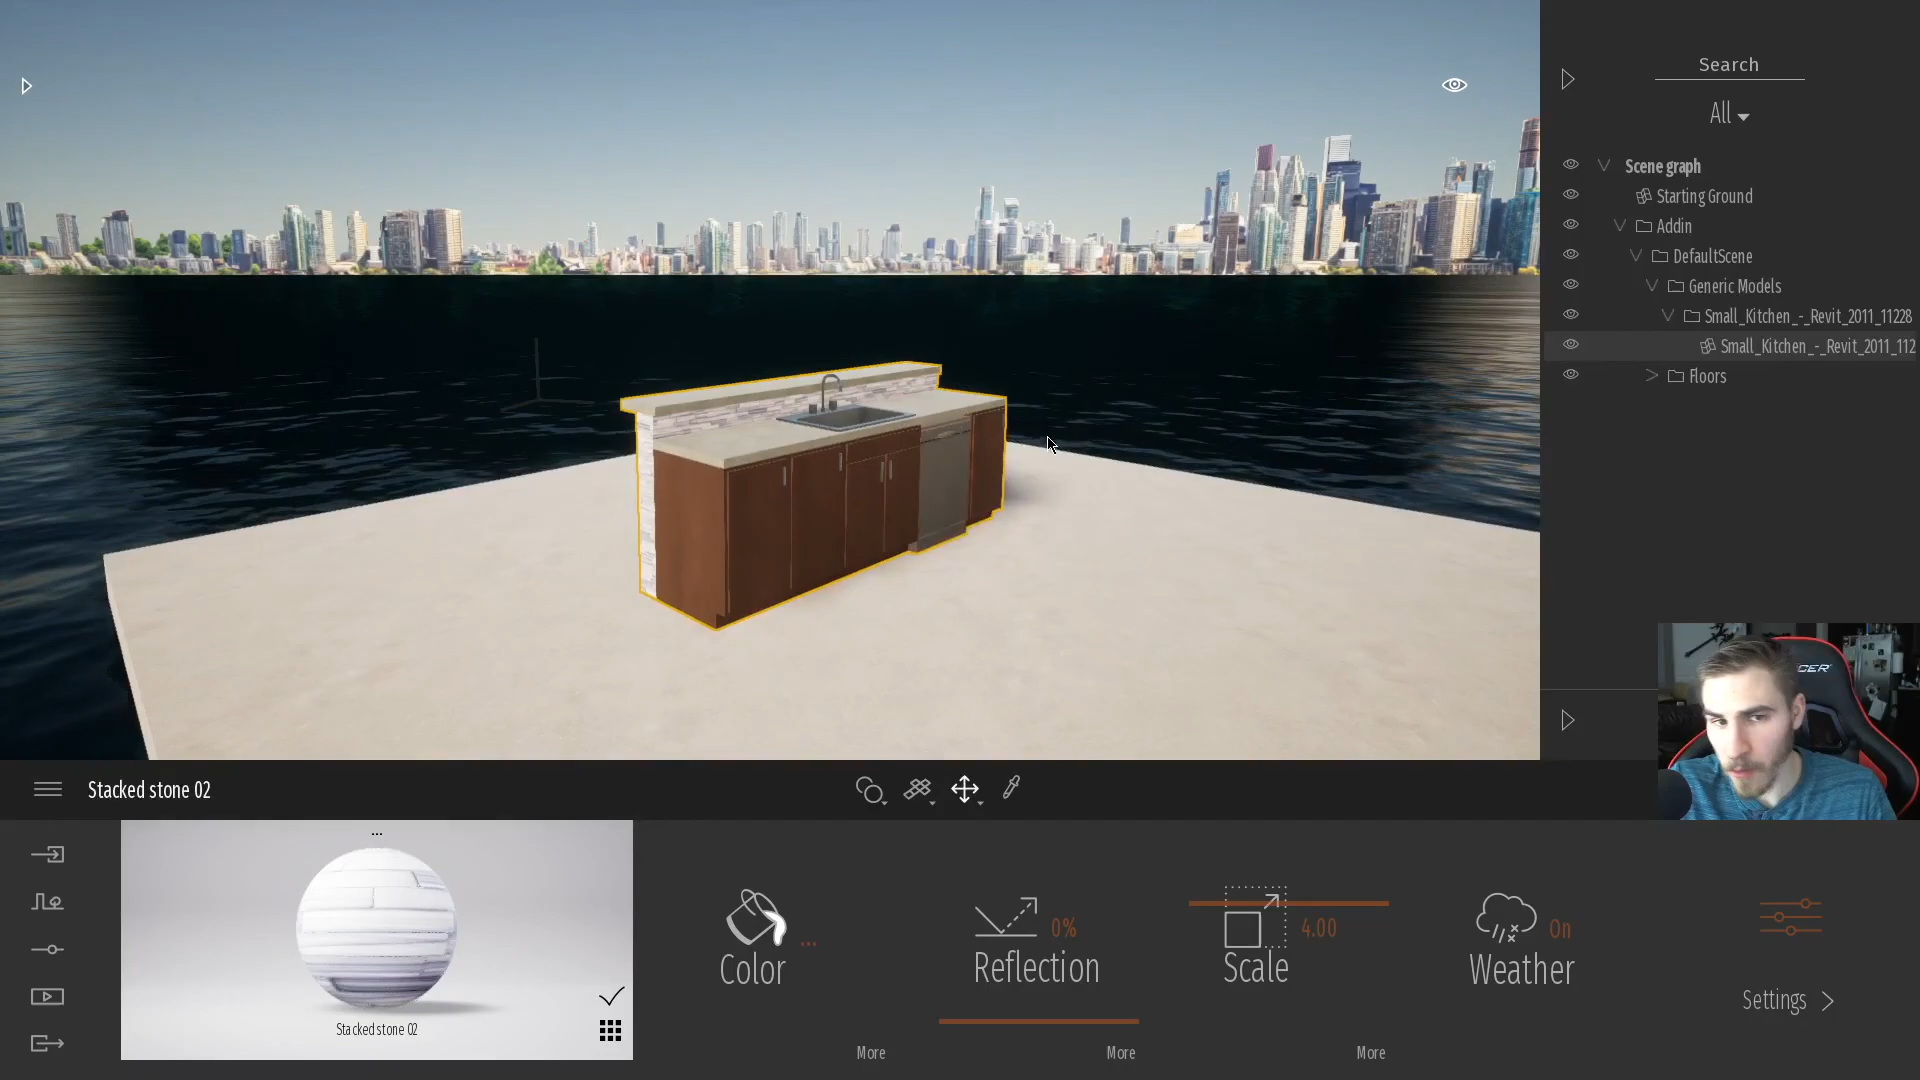 Search
All
Scene graph
Starting Ground
Addin
DefaultScene
Generic Models
Small_Kitchen_-_Revit_2011_11228
Small_Kitchen_-_Revit_2011_112
Floors
CER
Stacked stone 02
...
Stacked stone 02
Color
...
More
0%
Reflection
More
4.00
Scale
More
On
Weather
Settings